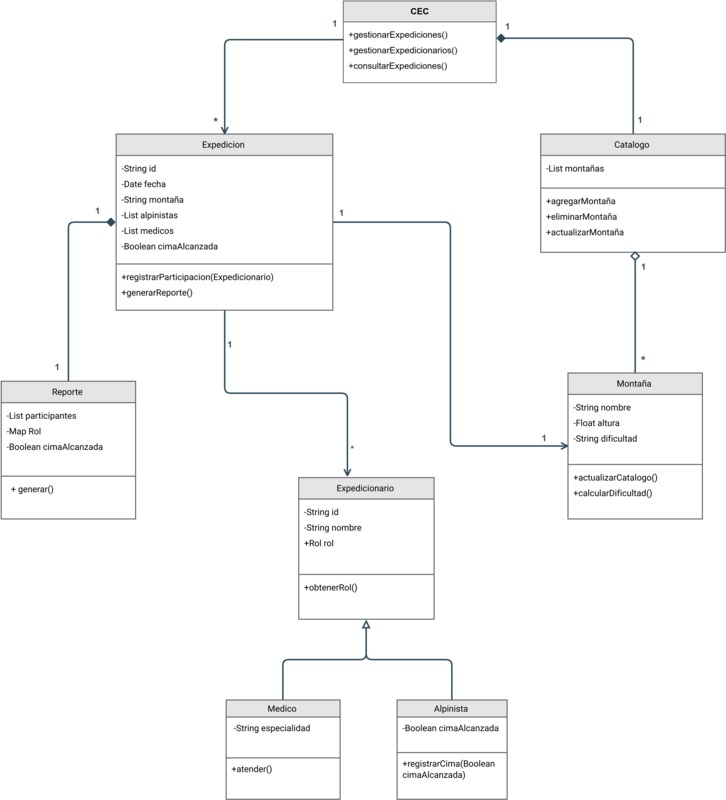 CEC
+gestionarExpediciones()
+gestionarExpedicionarios()
+consultarExpediciones()
1
1
*
1
Expedicion
-String id
-Date fecha
-String montaña
-List alpinistas
-List medicos
-Boolean cimaAlcanzada
+registrarParticipacion(Expedicionario)
+generarReporte()
Catalogo
-List montañas
+agregarMontaña
+eliminarMontaña
+actualizarMontaña
1
1
1
1
*
1
1
Reporte
-List participantes
-Map Rol
-Boolean cimaAlcanzada
+ generar()
Montaña
-String nombre
-Float altura
-String dificultad
+actualizarCatalogo()
+calcularDificultad()
*
Expedicionario
-String id
-String nombre
+Rol rol
+obtenerRol()
Medico
-String especialidad
+atender()
Alpinista
-Boolean cimaAlcanzada
+registrarCima(Boolean
cimaAlcanzada)